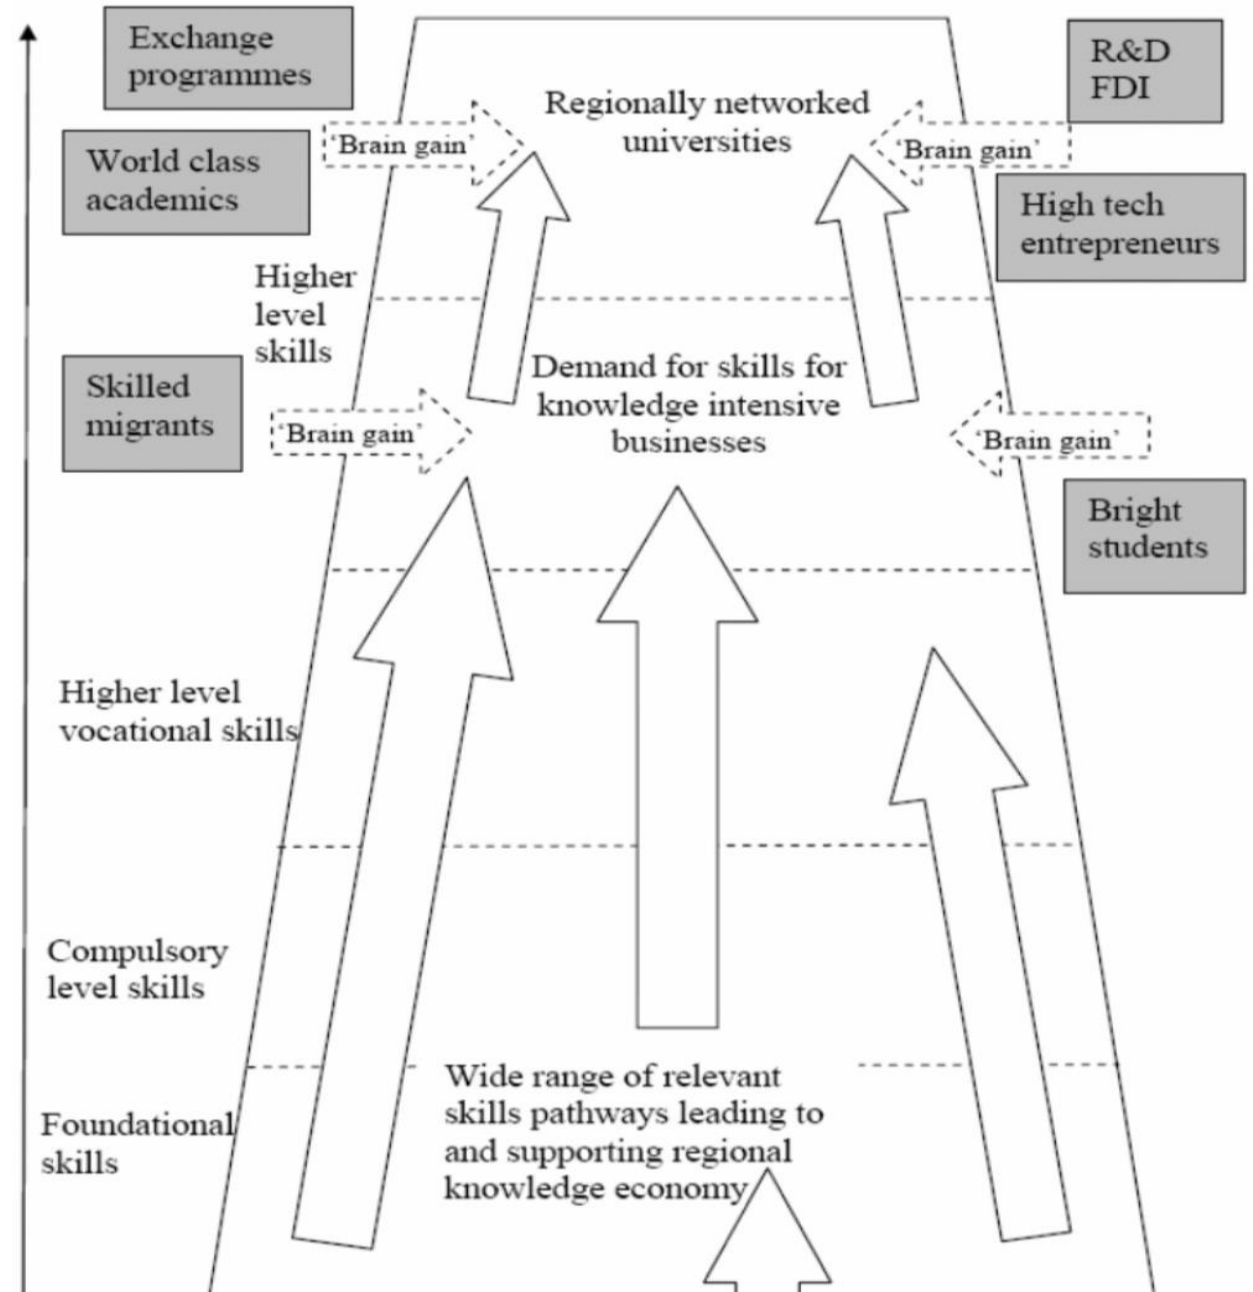 Exchange
programmes
R&D
FDI
Regionally networked
universities
'Brain gain'
'Brain gain'
World class
academics
High tech
entrepreneurs
Higher
level
skills
Demand for skills for
knowledge intensive
businesses
Skilled
migrants
'Brain gain'
'Brain gain'
Bright
students
Higher level
vocational skills
Compulsory
level skills
Wide range of relevant
skills pathways leading to
and supporting regional
knowledge economy
Foundational
skills